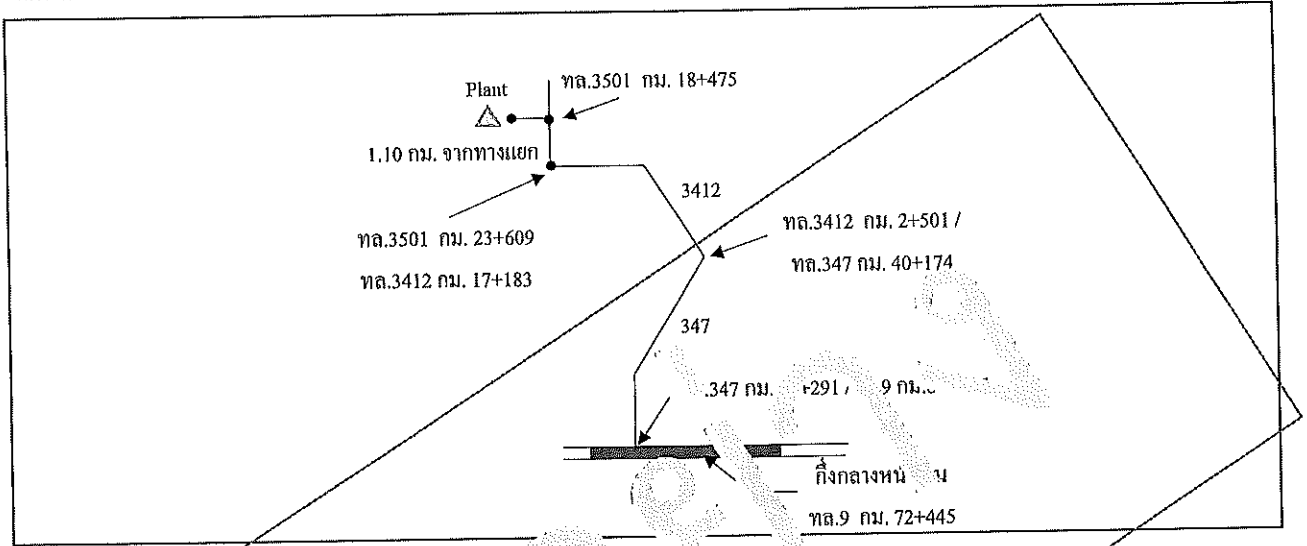 Plant
ทล.3501 กม. 18+475
1.10 กม. จากทางแยก
3412
ทล.3501 กม. 23+609
ทล.3412 กม. 17+183
ทล.3412 กม. 2+501 /
ทล.347 กม. 40+174
347
.347 กม. +291 / 9 กม.
กึ่งกลางหน
ทล.9 กม. 72+445